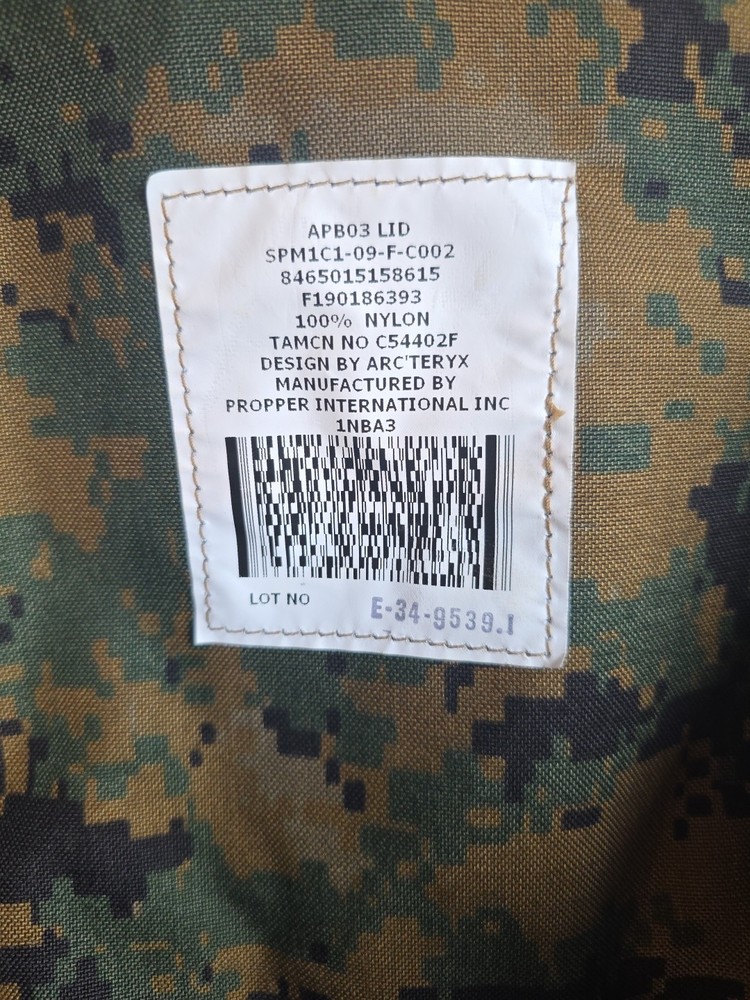 APB03 LID
SPM1C1-09-F-C002
8465015158615
F190186393
100% NYLON
TAMCN NO C54402F
DESIGN BY ARC'TERYX
MANUFACTURED BY
PROPPER INTERNATIONAL INC
1NBA3
LOT NO E-34-9539.1